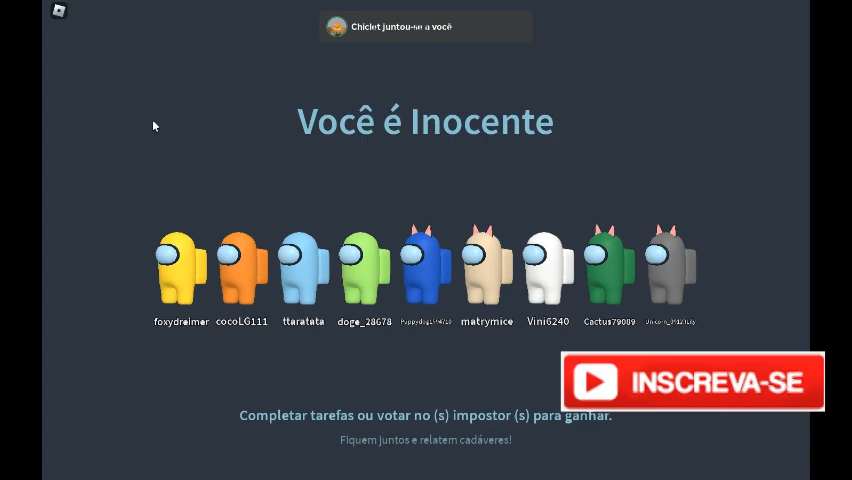 Chiclet juntou-se a você
Você é Inocente
foxydreimer cocoLG111 ttaratata doge_28678 matrymice Vini6240 Cactus79009
INSCREVA-SE
Completar tarefas ou votar no (s) impostor (s) para ganhar.
Fiquem juntos e relatem cadáveres!